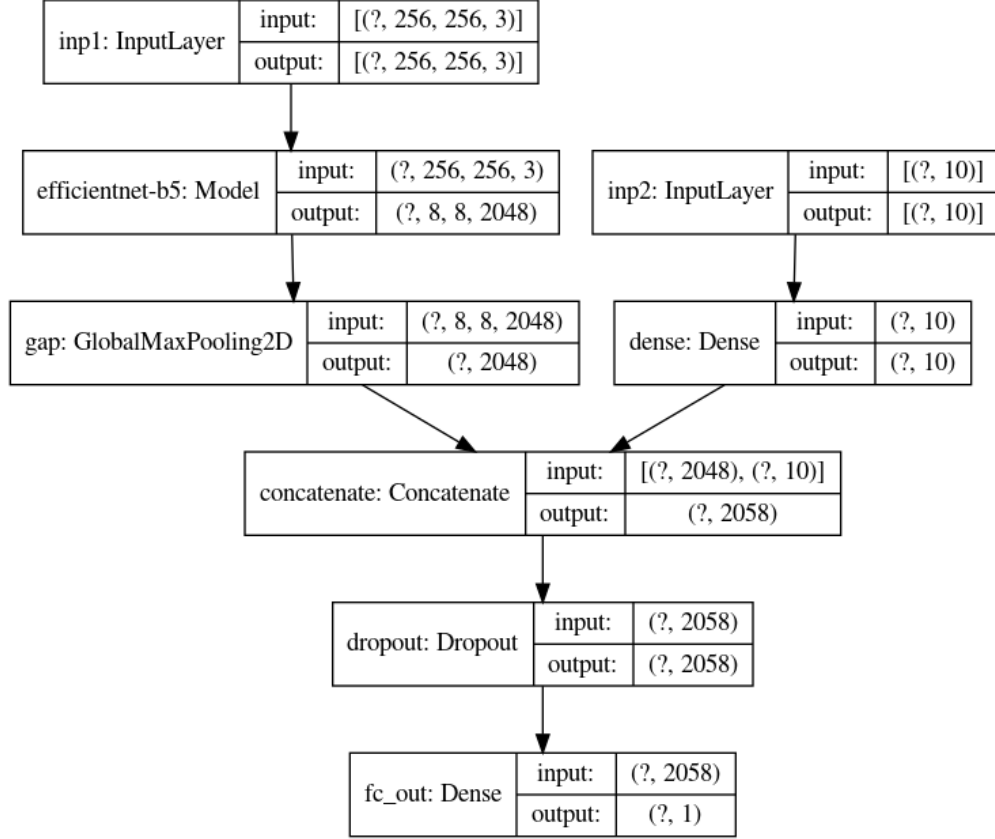 inp1: InputLayer
input: [(?, 256, 256, 3)]
output: [(?, 256, 256, 3)]
efficientnet-b5: Model
input: (?, 256, 256, 3)
output: (?, 8, 8, 2048)
inp2: InputLayer
input: [(?, 10)]
output: [(?, 10)]
gap: GlobalMaxPooling2D
input: (?, 8, 8, 2048)
output: (?, 2048)
dense: Dense
input: (?, 10)
output: (?, 10)
concatenate: Concatenate
input: [(?, 2048), (?, 10)]
output: (?, 2058)
dropout: Dropout
input: (?, 2058)
output: (?, 2058)
fc_out: Dense
input: (?, 2058)
output: (?, 1)